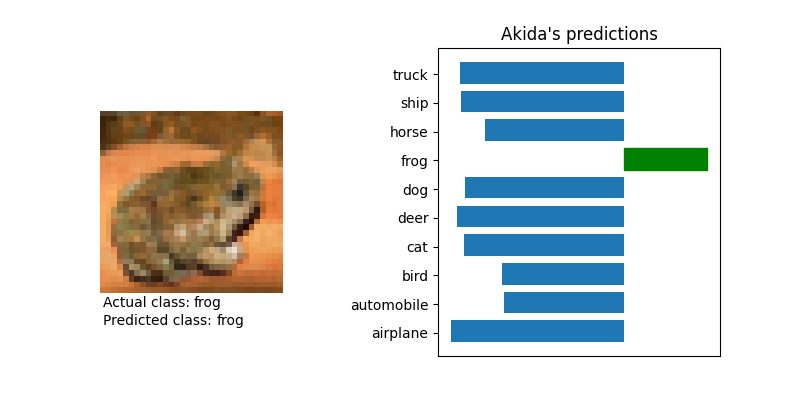 Akida's predictions
truck
ship
horse
frog
dog
deer
cat
bird
automobile
airplane
Actual class: frog
Predicted class: frog